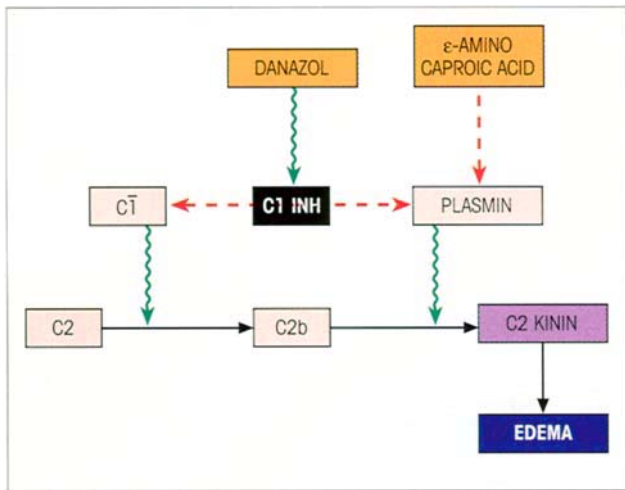 DANAZOL
ε-AMINO
CAPROIC ACID
C1̅
C1 INH
PLASMIN
C2
C2b
C2 KININ
EDEMA